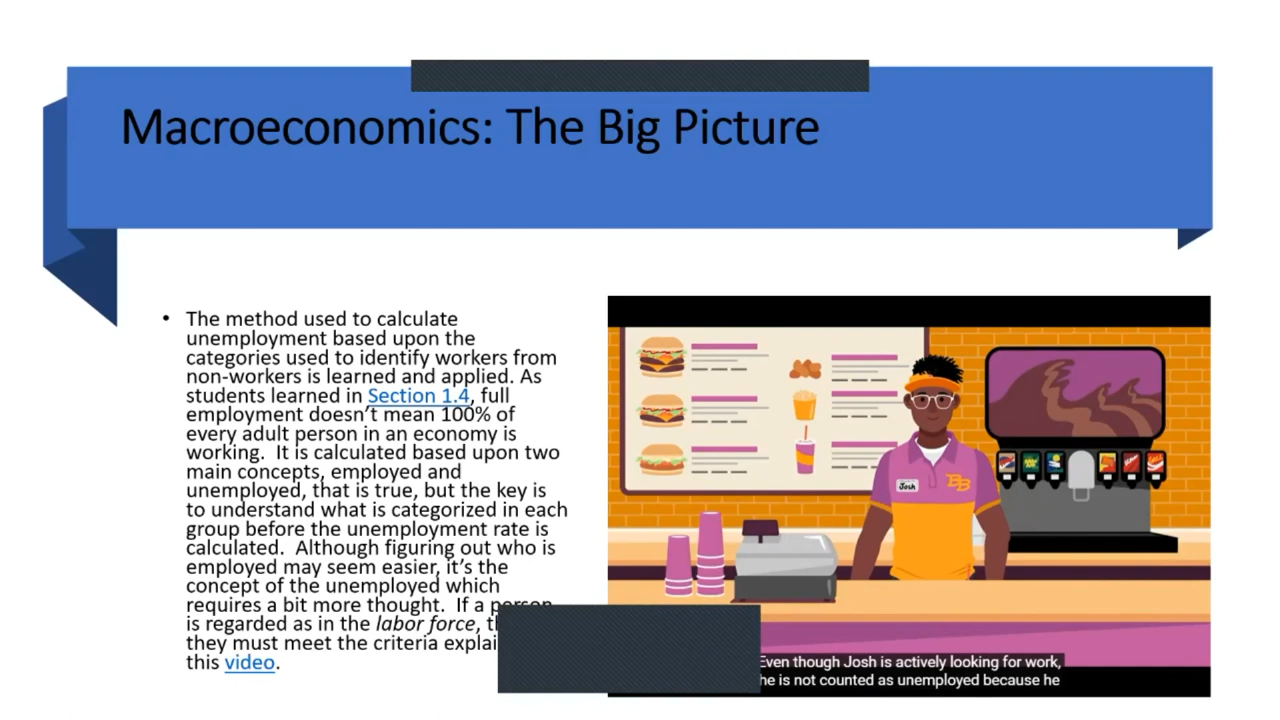 Macroeconomics: The Big Picture
• The method used to calculate
unemployment based upon the
categories used to identify workers from
non-workers is learned and applied. As
students learned in Section 1.4, full
employment doesn't mean 100% of
every adult person in an economy is
working. It is calculated based upon two
main concepts, employed and
unemployed, that is true, but the key is
to understand what is categorized in each
group before the unemployment rate is
calculated. Although figuring out who is
employed may seem easier, it's the
concept of the unemployed which
requires a bit more thought. If a person
is regarded as in the labor force,
they must meet the criteria
this video.
Josh
BB
Even though Josh is actively looking for work,
he is not counted as unemployed because he